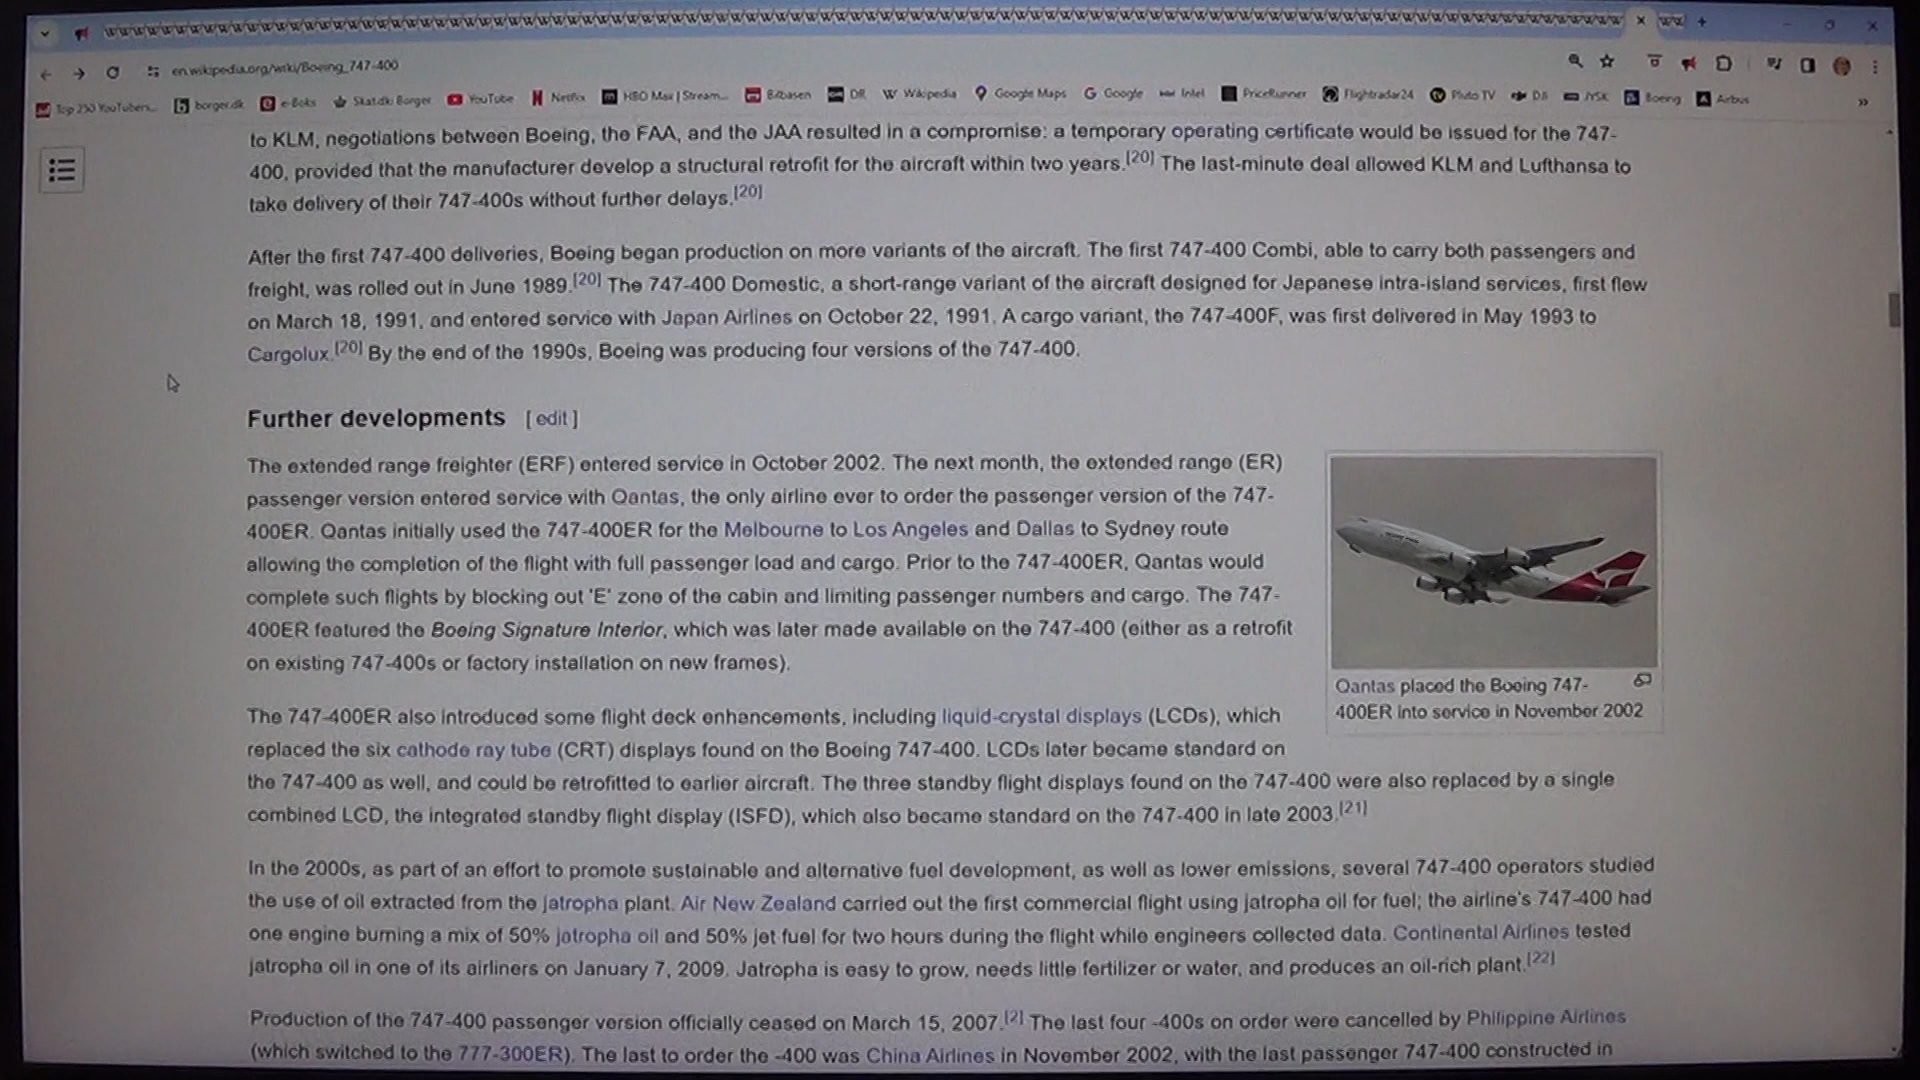 en.wikipedia.org/wiki/Boeing_747-400
Top 250 YouTubers... borger.dk e-Boks Skat.dk: Borger YouTube Netflix HBO Max | Stream... Bilbasen DR Wikipedia Google Maps Google Intel PriceRunner Flightradar24 Pluto TV DJI JYSK Boeing Airbus »
to KLM, negotiations between Boeing, the FAA, and the JAA resulted in a compromise: a temporary operating certificate would be issued for the 747-
400, provided that the manufacturer develop a structural retrofit for the aircraft within two years.[20] The last-minute deal allowed KLM and Lufthansa to
take delivery of their 747-400s without further delays.[20]
After the first 747-400 deliveries, Boeing began production on more variants of the aircraft. The first 747-400 Combi, able to carry both passengers and
freight, was rolled out in June 1989.[20] The 747-400 Domestic, a short-range variant of the aircraft designed for Japanese intra-island services, first flew
on March 18, 1991, and entered service with Japan Airlines on October 22, 1991. A cargo variant, the 747-400F, was first delivered in May 1993 to
Cargolux.[20] By the end of the 1990s, Boeing was producing four versions of the 747-400.
Further developments [ edit ]
The extended range freighter (ERF) entered service in October 2002. The next month, the extended range (ER)
passenger version entered service with Qantas, the only airline ever to order the passenger version of the 747-
400ER. Qantas initially used the 747-400ER for the Melbourne to Los Angeles and Dallas to Sydney route
allowing the completion of the flight with full passenger load and cargo. Prior to the 747-400ER, Qantas would
complete such flights by blocking out 'E' zone of the cabin and limiting passenger numbers and cargo. The 747-
400ER featured the Boeing Signature Interior, which was later made available on the 747-400 (either as a retrofit
on existing 747-400s or factory installation on new frames).
Qantas placed the Boeing 747-
400ER into service in November 2002
The 747-400ER also introduced some flight deck enhancements, including liquid-crystal displays (LCDs), which
replaced the six cathode ray tube (CRT) displays found on the Boeing 747-400. LCDs later became standard on
the 747-400 as well, and could be retrofitted to earlier aircraft. The three standby flight displays found on the 747-400 were also replaced by a single
combined LCD, the integrated standby flight display (ISFD), which also became standard on the 747-400 in late 2003.[21]
In the 2000s, as part of an effort to promote sustainable and alternative fuel development, as well as lower emissions, several 747-400 operators studied
the use of oil extracted from the jatropha plant. Air New Zealand carried out the first commercial flight using jatropha oil for fuel; the airline's 747-400 had
one engine burning a mix of 50% jatropha oil and 50% jet fuel for two hours during the flight while engineers collected data. Continental Airlines tested
jatropha oil in one of its airliners on January 7, 2009. Jatropha is easy to grow, needs little fertilizer or water, and produces an oil-rich plant.[22]
Production of the 747-400 passenger version officially ceased on March 15, 2007.[2] The last four -400s on order were cancelled by Philippine Airlines
(which switched to the 777-300ER). The last to order the -400 was China Airlines in November 2002, with the last passenger 747-400 constructed in